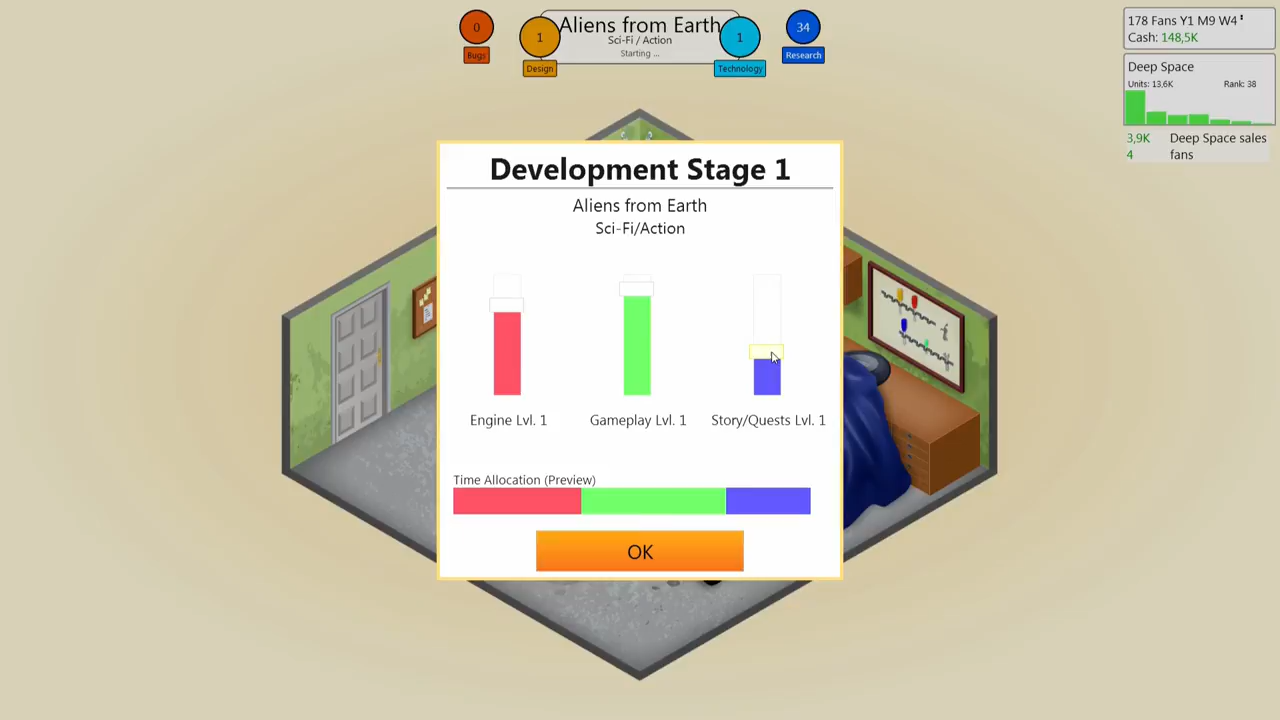 0
Bugs
1
Design
Aliens from Earth
Sci-Fi / Action
Starting ...
1
Technology
34
Research
178 Fans Y1 M9 W4
Cash: 148,5K
Deep Space
Units: 13,6K Rank: 38
3,9K Deep Space sales
4 fans
Development Stage 1
Aliens from Earth
Sci-Fi/Action
Engine Lvl. 1 Gameplay Lvl. 1 Story/Quests Lvl. 1
Time Allocation (Preview)
OK